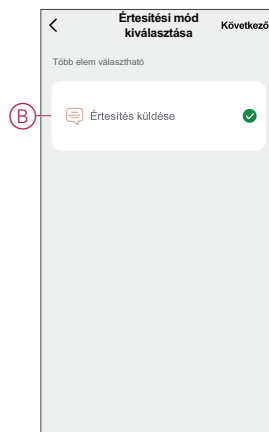 Értesítési mód
kiválasztása
Következő
Több elem választható
B
Értesítés küldése